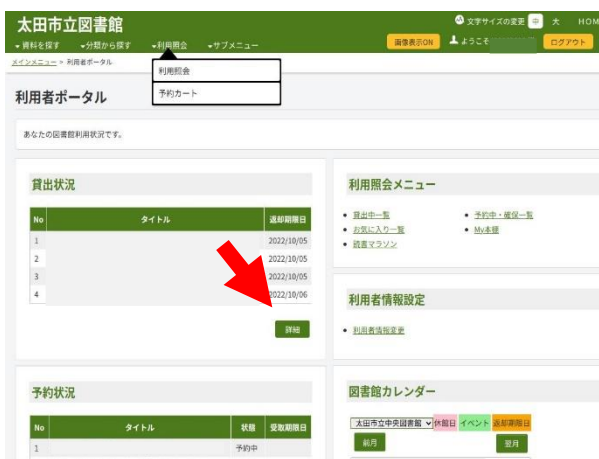 太田市立図書館
文字サイズの変更 中 大 HOM
▾資料を探す ▾分類から探す ▾利用照会 ▾サブメニュー
画像表示ON ようこそ ログアウト
メインメニュー > 利用者ポータル
利用照会
予約カート
利用者ポータル
あなたの図書館利用状況です。
貸出状況
No タイトル 返却期限日
1 2022/10/05
2 2022/10/05
3 2022/10/05
4 2022/10/06
詳細
利用照会メニュー
貸出中一覧 予約中・確保一覧
お気に入り一覧 My本棚
読書マラソン
利用者情報設定
利用者情報変更
予約状況
No タイトル 状態 受取期限日
1 予約中
図書館カレンダー
太田市立中央図書館 休館日 イベント 返却期限日
前月 翌月